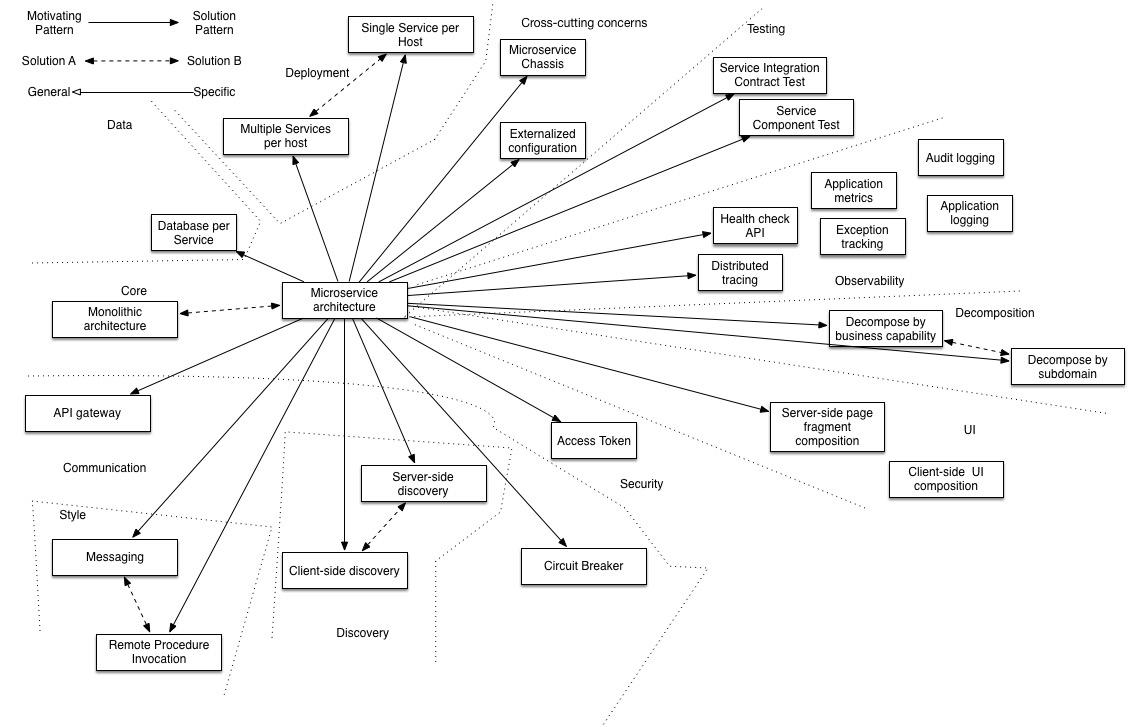 Motivating
Pattern
Solution
Pattern
Solution A
Solution B
General
Specific
Data
Deployment
Single Service per
Host
Multiple Services
per host
Cross-cutting concerns
Microservice
Chassis
Externalized
configuration
Testing
Service Integration
Contract Test
Service
Component Test
Audit logging
Application
metrics
Application
logging
Exception
tracking
Health check
API
Distributed
tracing
Observability
Database per
Service
Core
Monolithic
architecture
Microservice
architecture
Decomposition
Decompose by
business capability
Decompose by
subdomain
API gateway
Access Token
Server-side page
fragment
composition
UI
Client-side UI
composition
Communication
Server-side
discovery
Security
Style
Messaging
Client-side discovery
Circuit Breaker
Discovery
Remote Procedure
Invocation